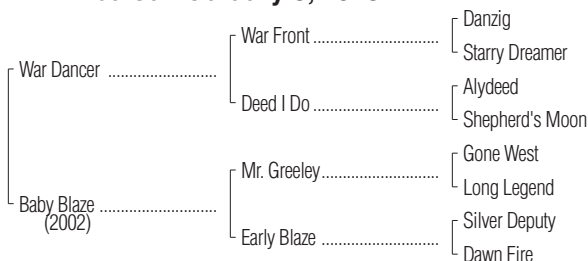 Danzig
War Front
Starry Dreamer
War Dancer
Alydeed
Deed I Do
Shepherd's Moon
Gone West
Mr. Greeley
Long Legend
Baby Blaze
(2002)
Silver Deputy
Early Blaze
Dawn Fire